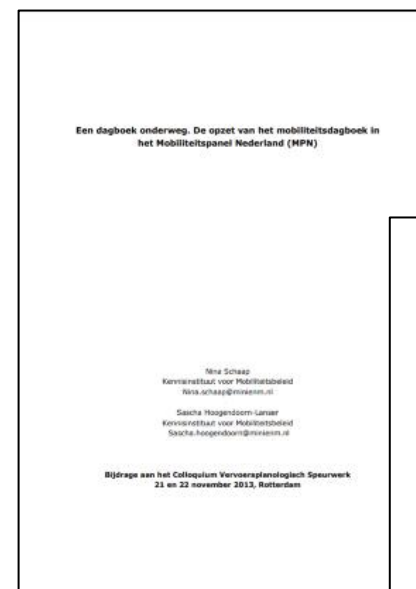 Een dagboek onderweg. De opzet van het mobiliteitsdagboek in
het Mobiliteitspanel Nederland (MPN)
Nina Schaap
Kennisinstituut voor Mobiliteitsbeleid
Nina.schaap@minienm.nl
Sascha Hoogendoorn-Lanser
Kennisinstituut voor Mobiliteitsbeleid
Sascha.hoogendoorn@minienm.nl
Bijdrage aan het Colloquium Vervoersplanologisch Speurwerk
21 en 22 november 2013, Rotterdam